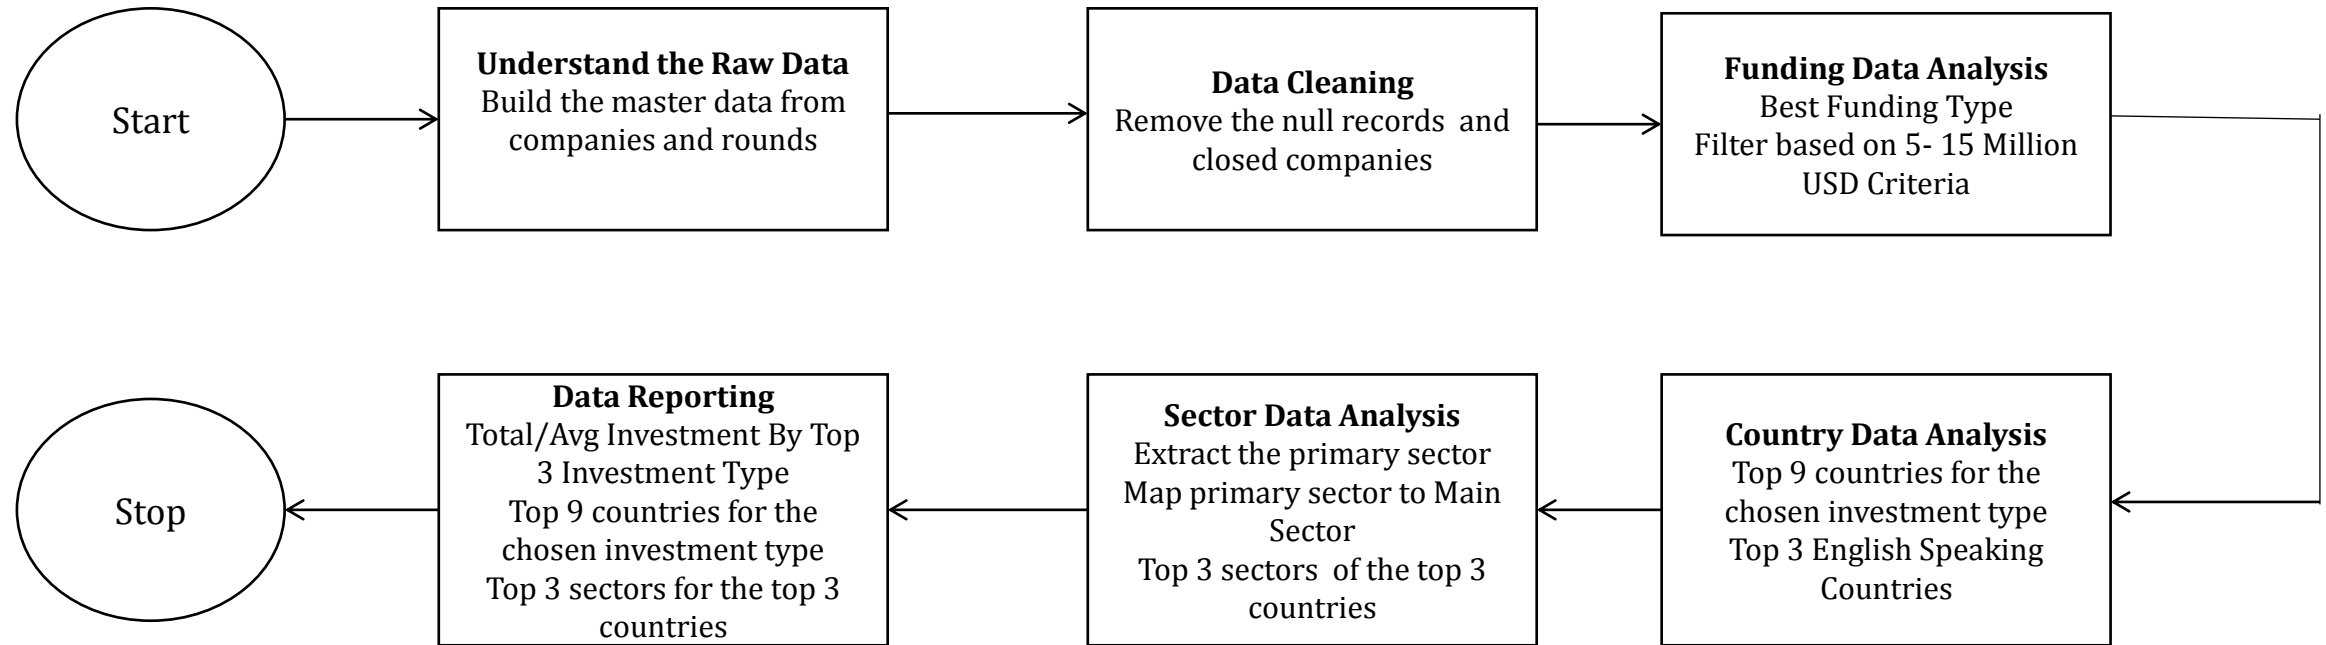 Start
Understand the Raw Data
Build the master data from
companies and rounds
Data Cleaning
Remove the null records  and
closed companies
Funding Data Analysis
Best Funding Type
Filter based on 5- 15 Million
USD Criteria
Country Data Analysis
Top 9 countries for the
chosen investment type
Top 3 English Speaking
Countries
Sector Data Analysis
Extract the primary sector
Map primary sector to Main
Sector
Top 3 sectors  of the top 3
countries
Data Reporting
Total/Avg Investment By Top
3 Investment Type
Top 9 countries for the
chosen investment type
Top 3 sectors for the top 3
countries
Stop